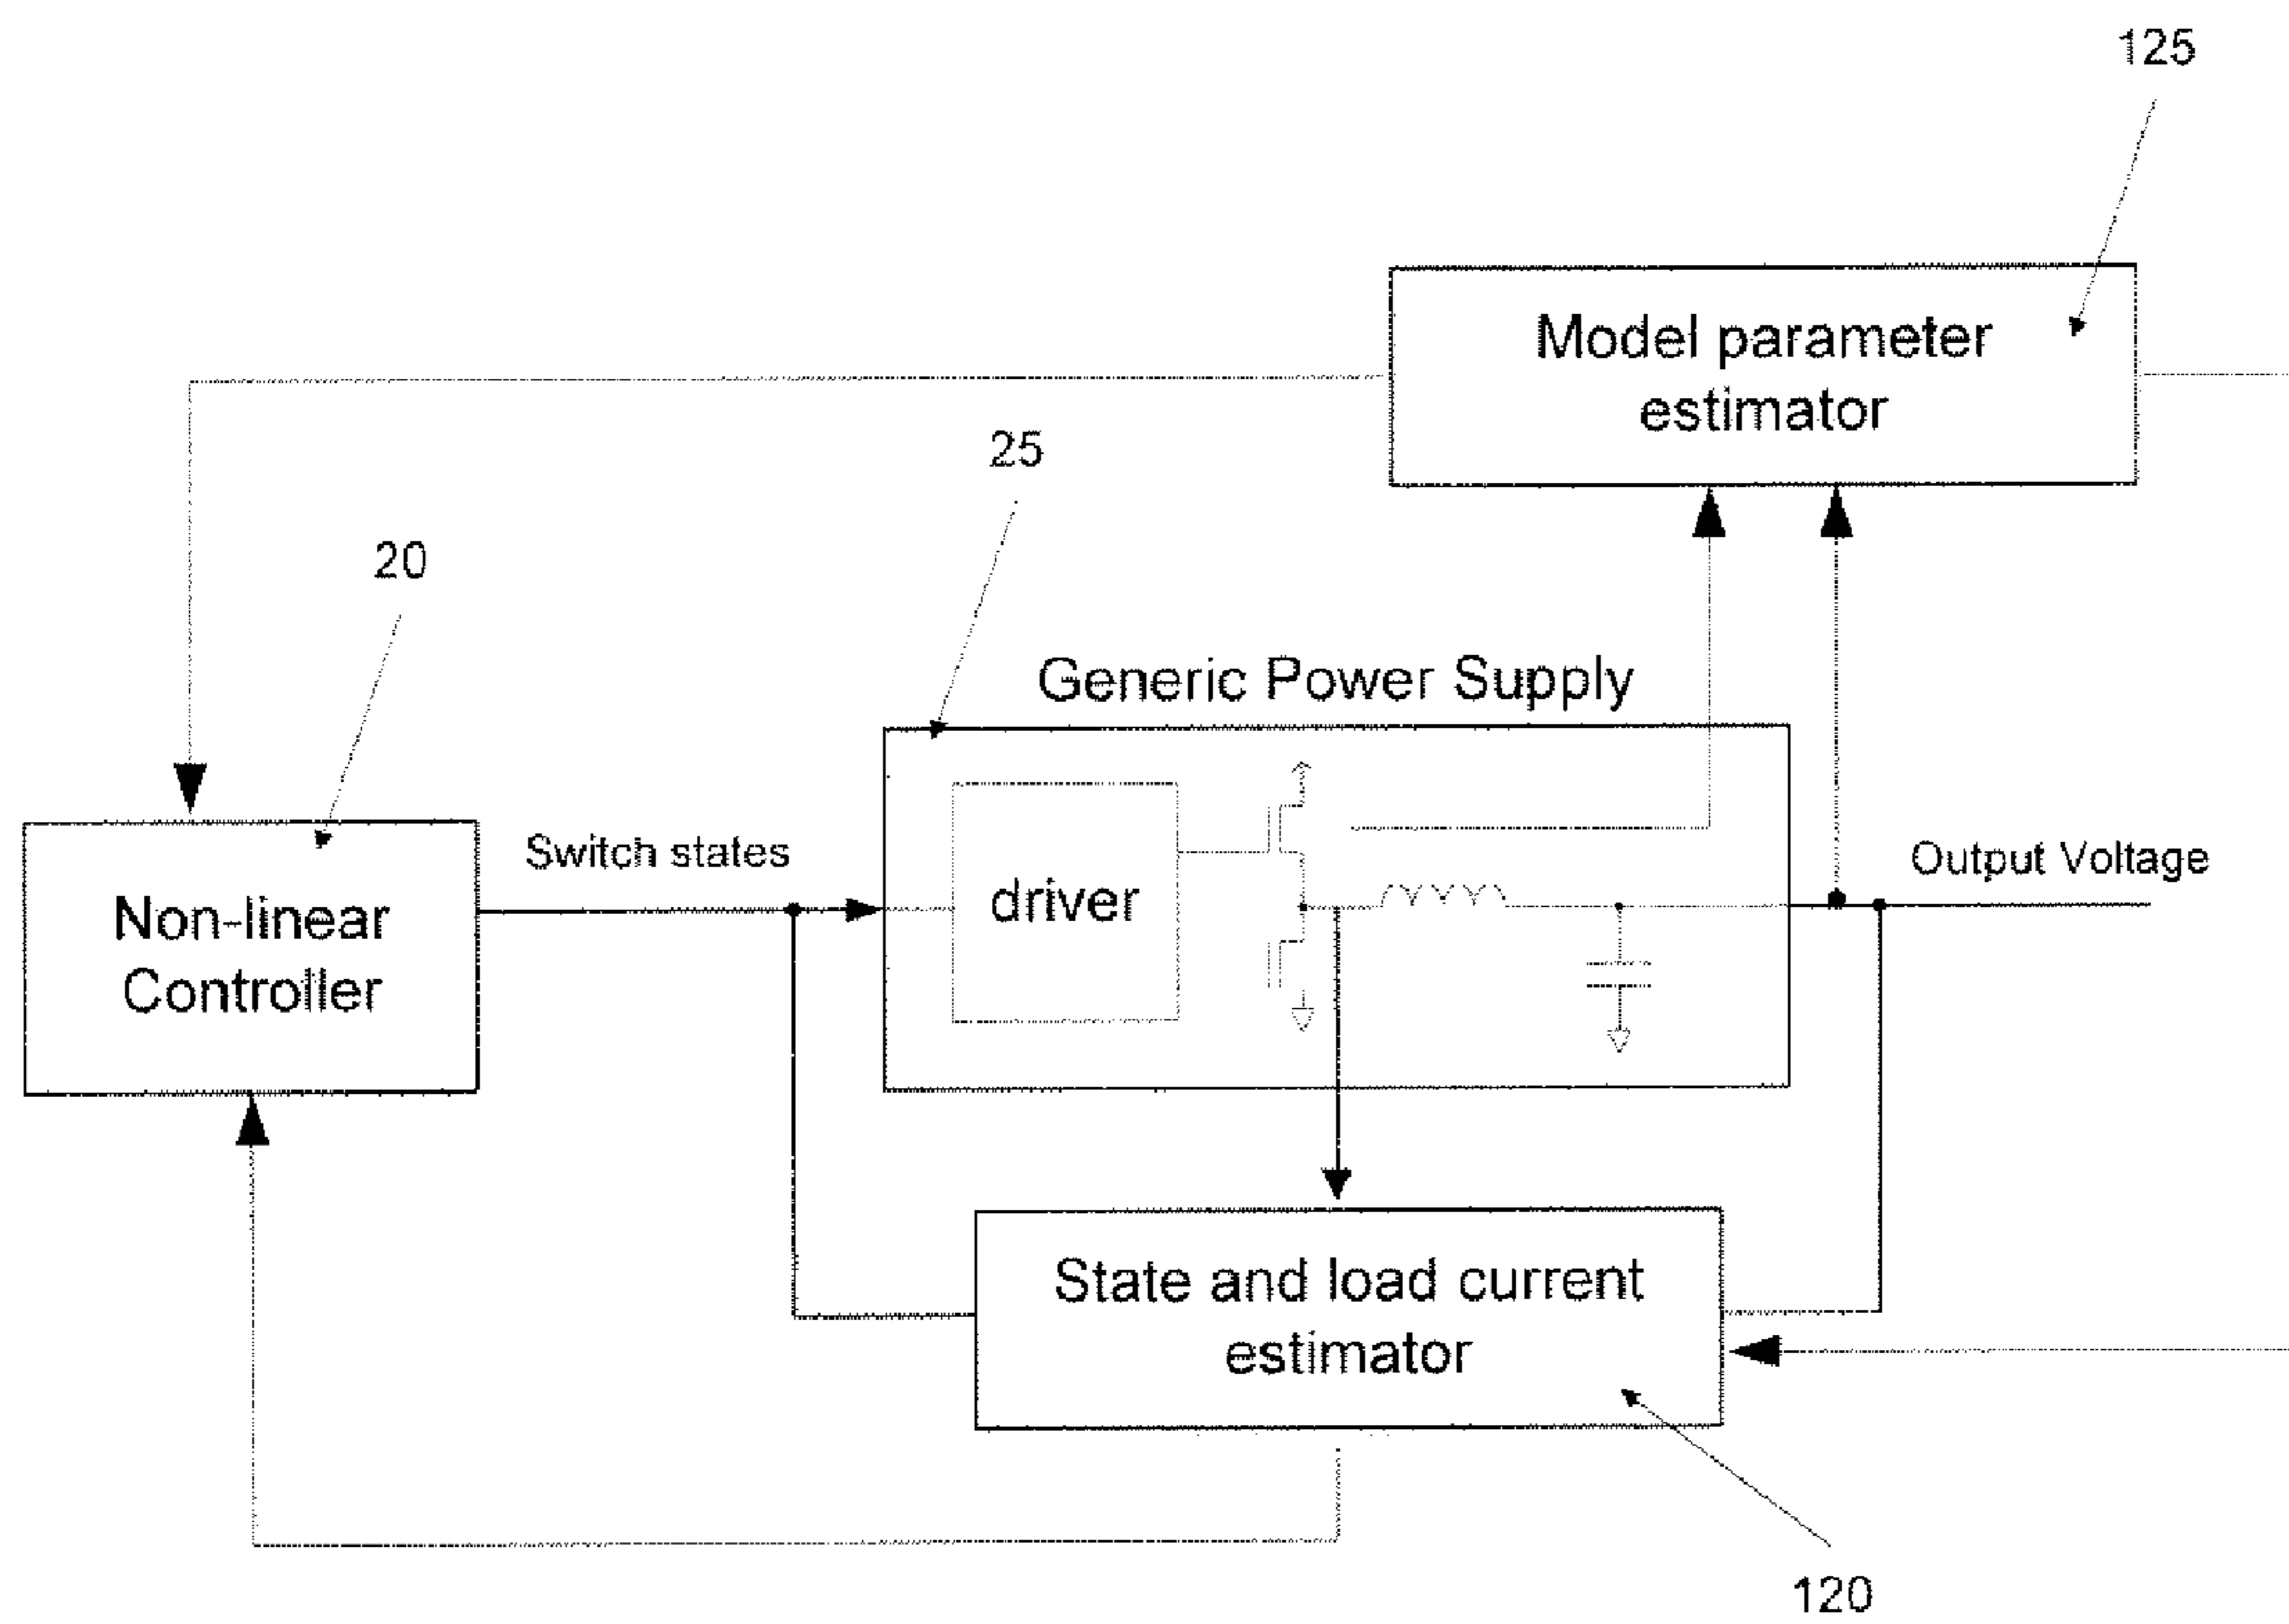 125
Model parameter
estimator
25
20
Generic Power Supply
Switch states
driver
Output Voltage
Non-linear
Controller
State and load current
estimator
120